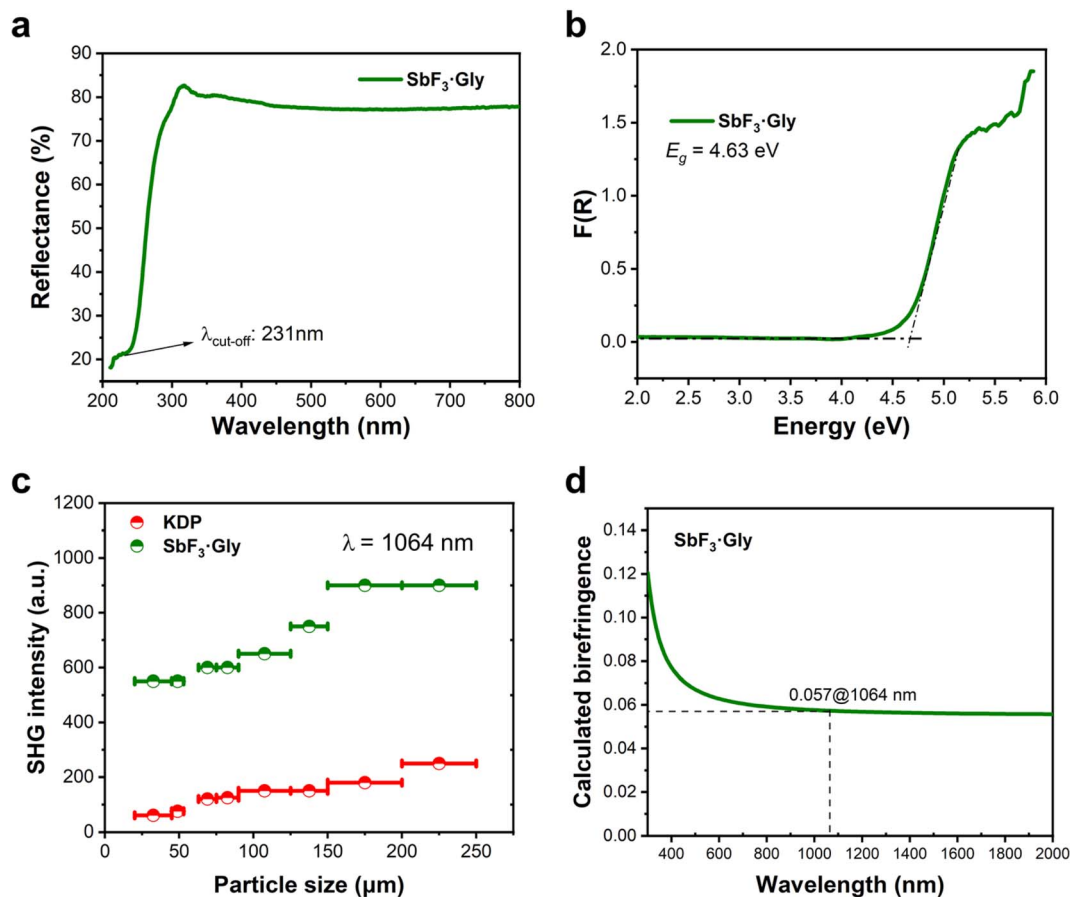 a
90
80
70
60
50
40
30
20
Reflectance (%)
SbF₃·Gly
λcut-off: 231nm
200 300 400 500 600 700 800
Wavelength (nm)
b
2.0
1.5
1.0
0.5
0.0
F(R)
SbF₃·Gly
Eg = 4.63 eV
2.0 2.5 3.0 3.5 4.0 4.5 5.0 5.5 6.0
Energy (eV)
c
1200
1000
800
600
400
200
0
SHG intensity (a.u.)
KDP
SbF₃·Gly
λ = 1064 nm
0 50 100 150 200 250
Particle size (μm)
d
0.14
0.12
0.10
0.08
0.06
0.04
0.02
0.00
Calculated birefringence
SbF₃·Gly
0.057@1064 nm
400 600 800 1000 1200 1400 1600 1800 2000
Wavelength (nm)